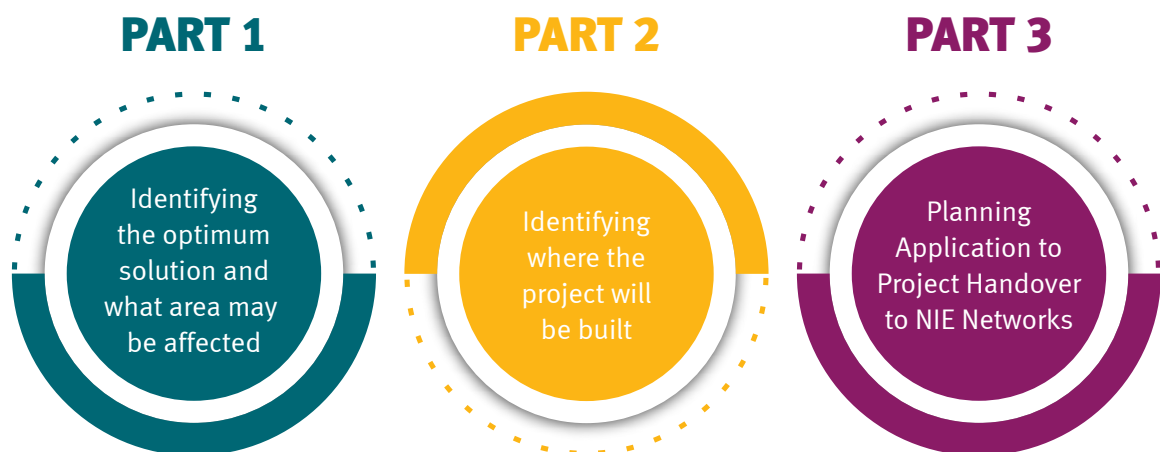 PART 1
Identifying
the optimum
solution and
what area may
be affected
PART 2
Identifying
where the
project will
be built
PART 3
Planning
Application to
Project Handover
to NIE Networks